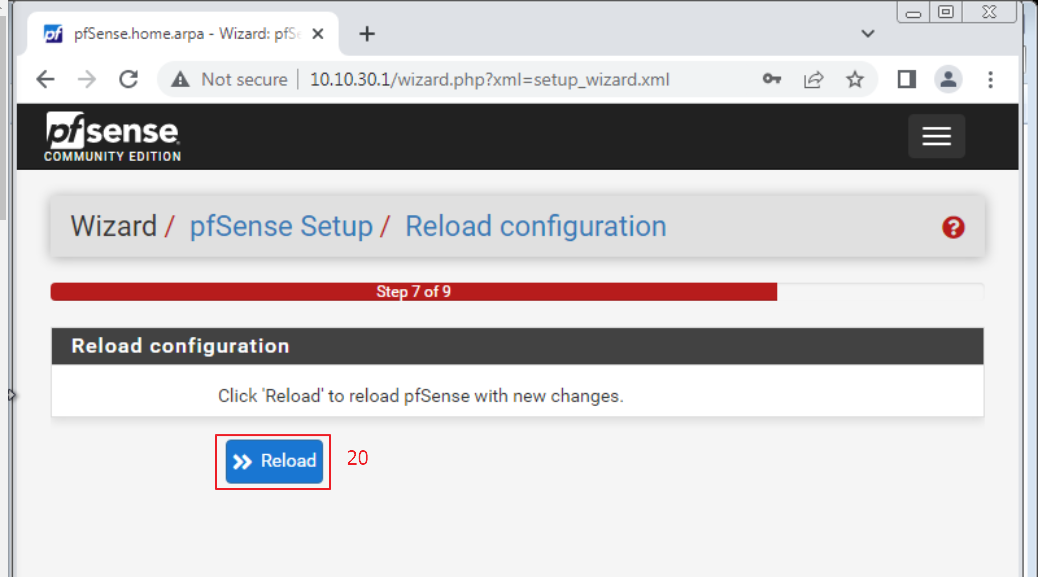 pfSense.home.arpa - Wizard: pfSe
Not secure | 10.10.30.1/wizard.php?xml=setup_wizard.xml
pfsense
COMMUNITY EDITION
Wizard / pfSense Setup / Reload configuration
Step 7 of 9
Reload configuration
Click 'Reload' to reload pfSense with new changes.
Reload 20